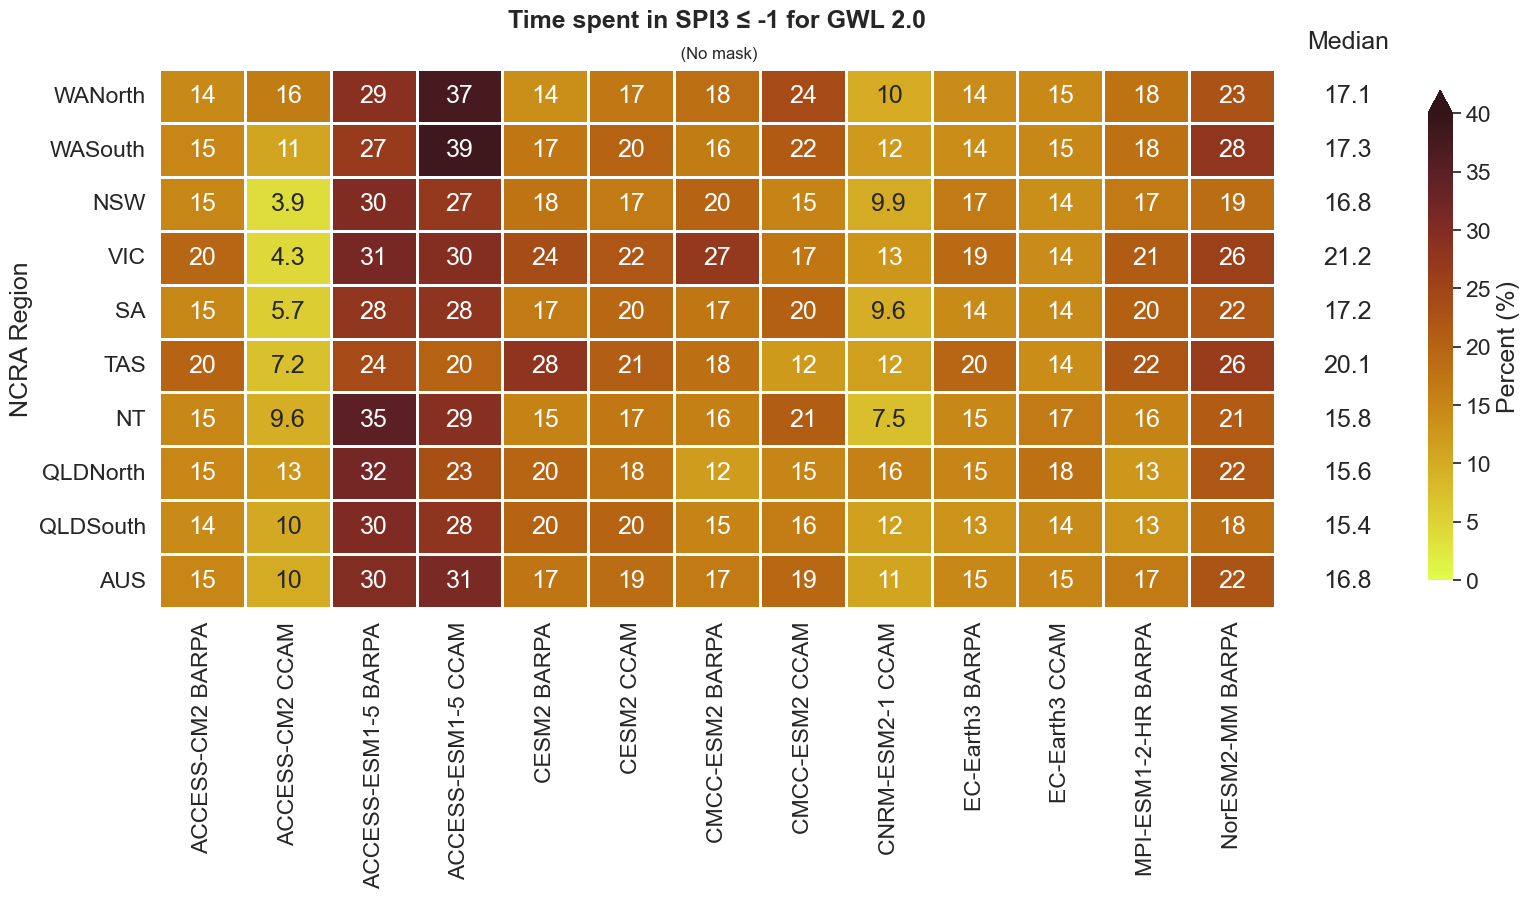 Time spent in SPI3 ≤ -1 for GWL 2.0
(No mask)
Median
WANorth 14 16 29 37 14 17 18 24 10 14 15 18 23 17.1
WASouth 15 11 27 39 17 20 16 22 12 14 15 18 28 17.3
NSW 15 3.9 30 27 18 17 20 15 9.9 17 14 17 19 16.8
VIC 20 4.3 31 30 24 22 27 17 13 19 14 21 26 21.2
SA 15 5.7 28 28 17 20 17 20 9.6 14 14 20 22 17.2
TAS 20 7.2 24 20 28 21 18 12 12 20 14 22 26 20.1
NT 15 9.6 35 29 15 17 16 21 7.5 15 17 16 21 15.8
QLDNorth 15 13 32 23 20 18 12 15 16 15 18 13 22 15.6
QLDSouth 14 10 30 28 20 20 15 16 12 13 14 13 18 15.4
AUS 15 10 30 31 17 19 17 19 11 15 15 17 22 16.8
NCRA Region
ACCESS-CM2 BARPA
ACCESS-CM2 CCAM
ACCESS-ESM1-5 BARPA
ACCESS-ESM1-5 CCAM
CESM2 BARPA
CESM2 CCAM
CMCC-ESM2 BARPA
CMCC-ESM2 CCAM
CNRM-ESM2-1 CCAM
EC-Earth3 BARPA
EC-Earth3 CCAM
MPI-ESM1-2-HR BARPA
NorESM2-MM BARPA
40
35
30
25
20
15
10
5
0
Percent (%)